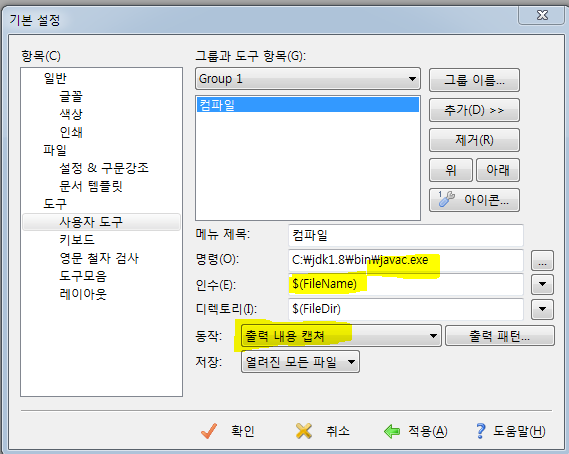 기본 설정
항목(C)
일반
글꼴
색상
인쇄
파일
설정 & 구문강조
문서 템플릿
도구
사용자 도구
키보드
영문 철자 검사
도구모음
레이아웃
그룹과 도구 항목(G):
Group 1
그룹 이름...
컴파일
추가(D) >>
제거(R)
위
아래
아이콘...
메뉴 제목:
컴파일
명령(O):
C:₩jdk1.8₩bin₩javac.exe
...
인수(E):
$(FileName)
디렉토리(I):
$(FileDir)
동작:
출력 내용 캡쳐
출력 패턴...
저장:
열려진 모든 파일
확인
취소
적용(A)
도움말(H)